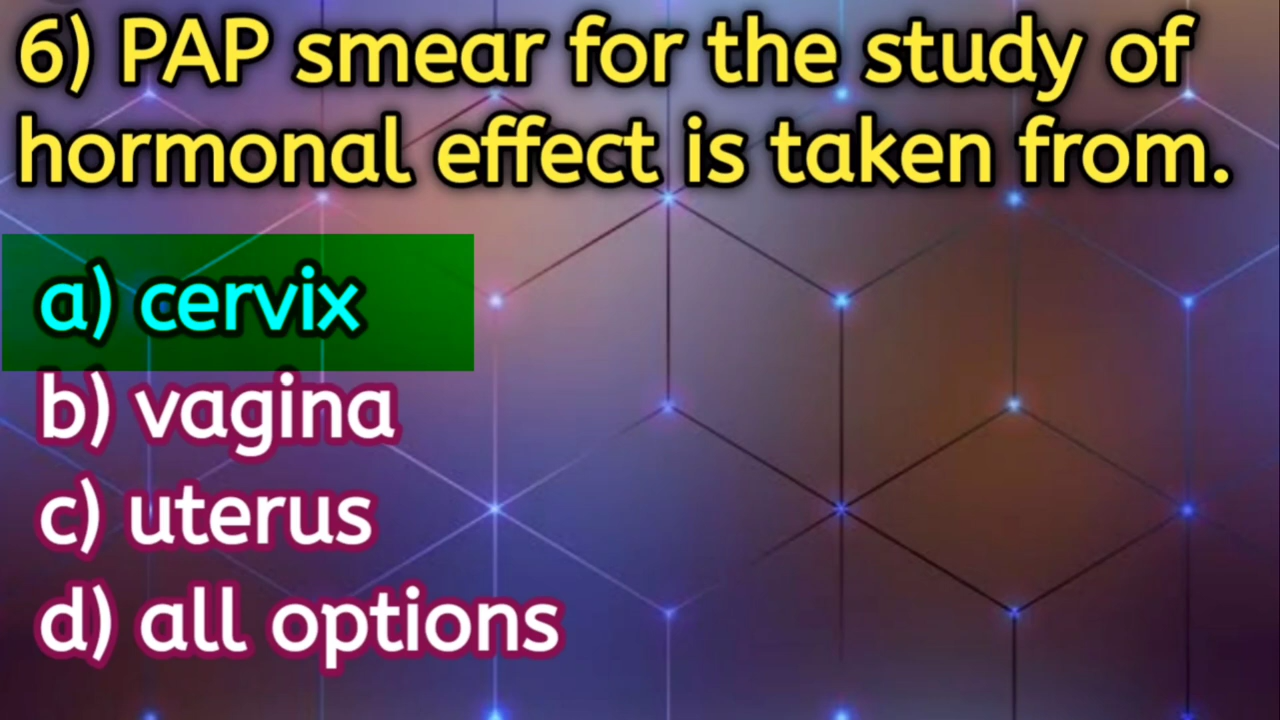 6) PAP smear for the study of
hormonal effect is taken from.
a) cervix
b) vagina
c) uterus
d) all options